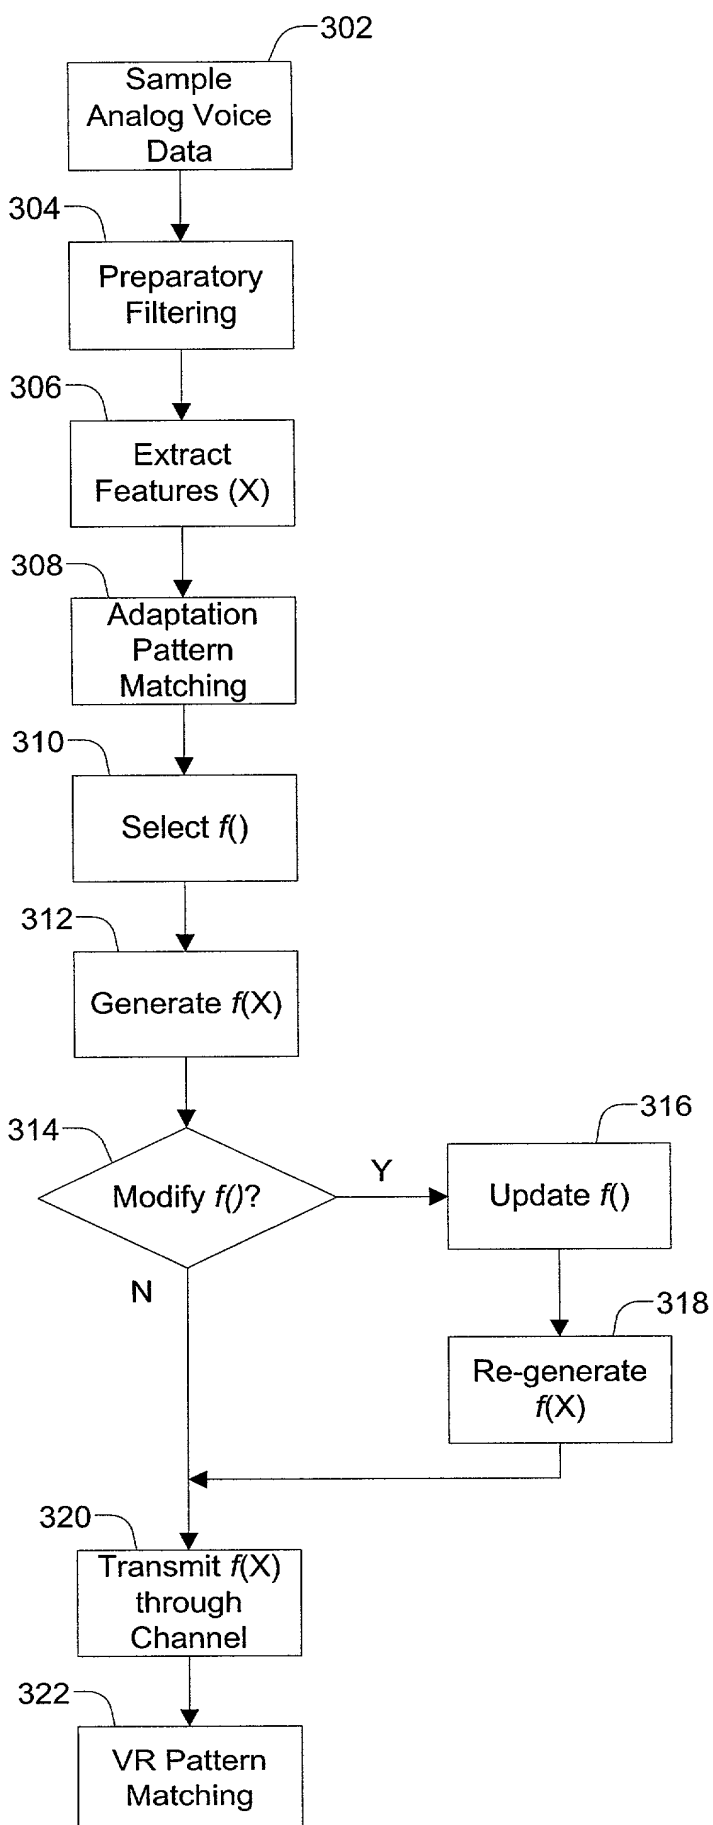 302
Sample
Analog Voice
Data
304
Preparatory
Filtering
306
Extract
Features (X)
308
Adaptation
Pattern
Matching
310
Select f()
312
Generate f(X)
314
Modify f()?
Y
316
Update f()
N
318
Re-generate
f(X)
320
Transmit f(X)
through
Channel
322
VR Pattern
Matching